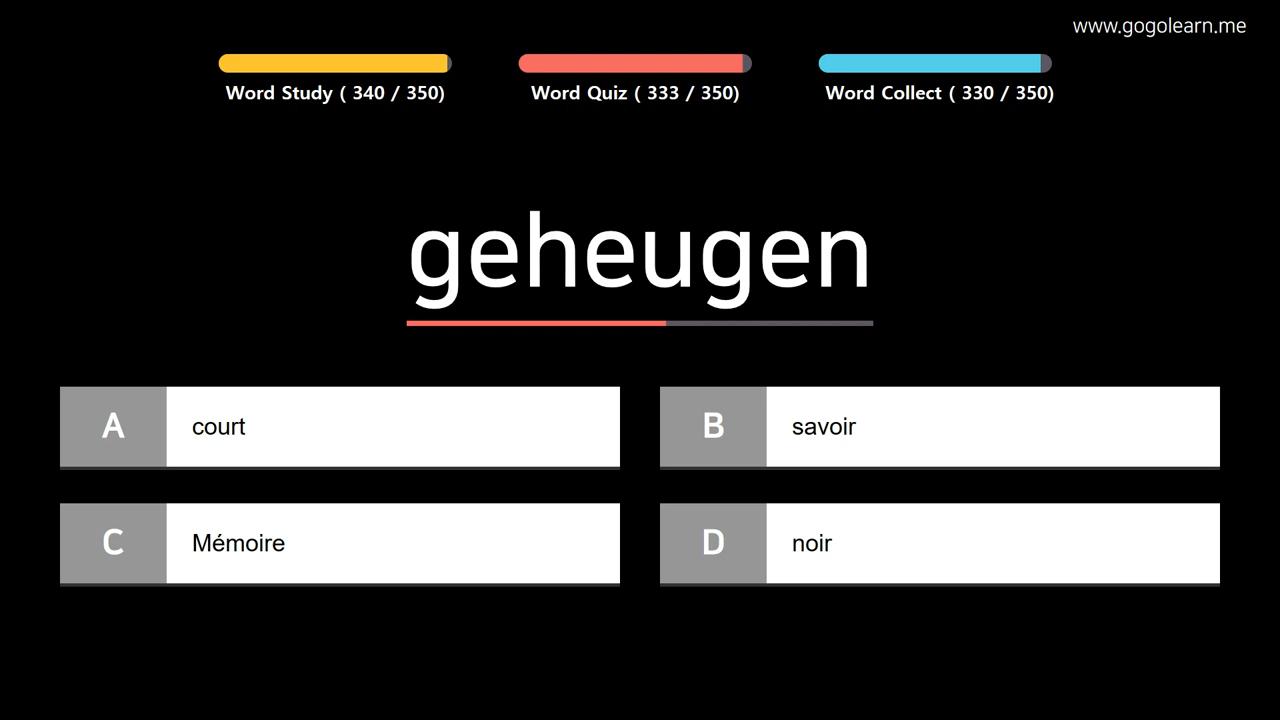 www.gogolearn.me
Word Study ( 340 / 350)
Word Quiz ( 333 / 350)
Word Collect ( 330 / 350)
geheugen
A court
B savoir
C Mémoire
D noir